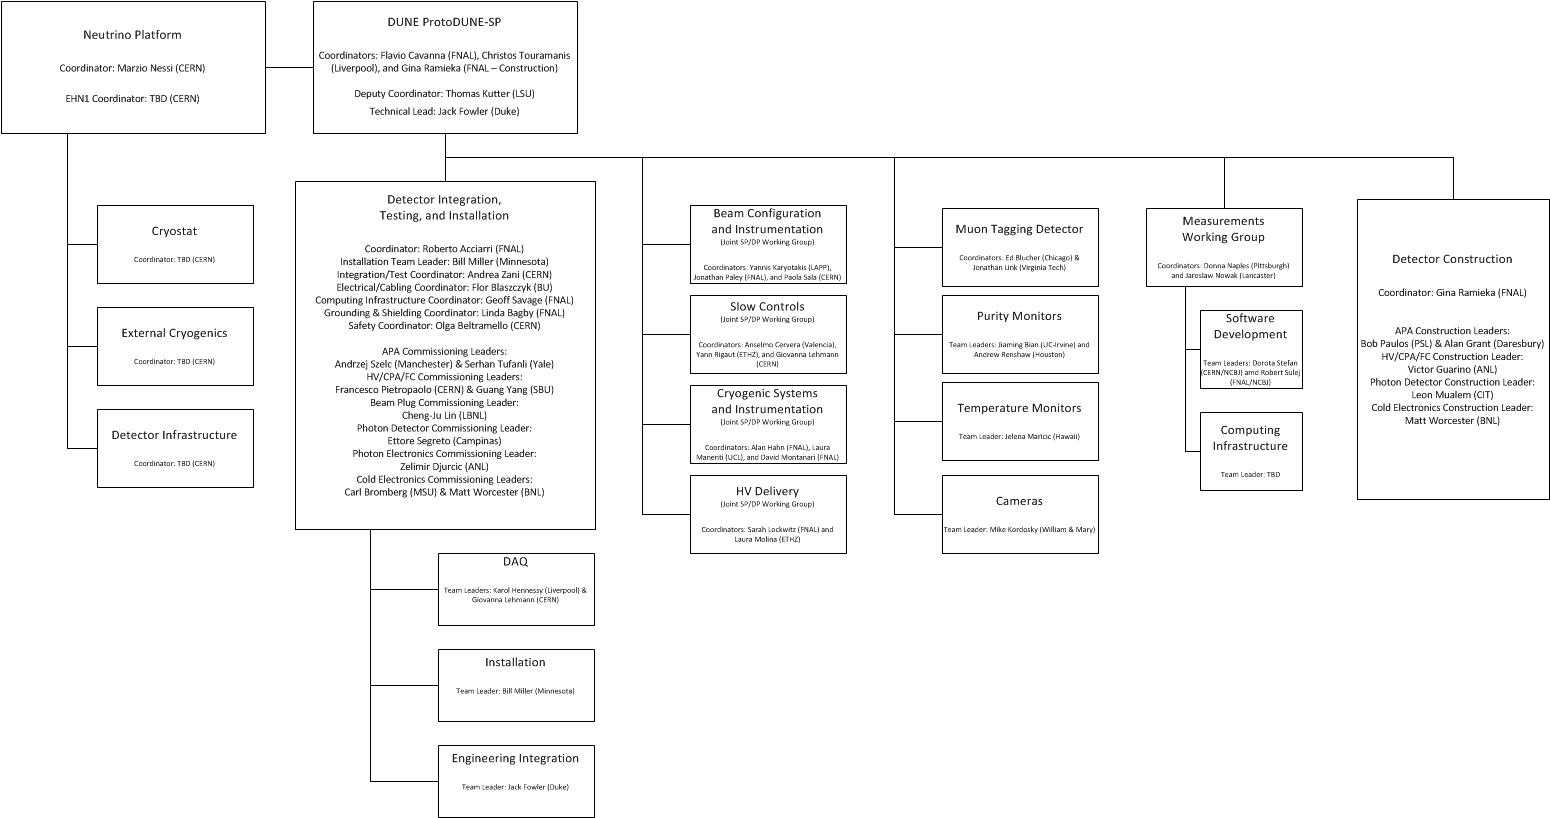 Neutrino Platform
Coordinator: Marzio Nessi (CERN)
EHN1 Coordinator: TBD (CERN)
DUNE ProtoDUNE-SP
Coordinators: Flavio Cavanna (FNAL), Christos Touramanis
(Liverpool), and Gina Ramieka (FNAL – Construction)
Deputy Coordinator: Thomas Kutter (LSU)
Technical Lead: Jack Fowler (Duke)
Cryostat
Coordinator: TBD (CERN)
External Cryogenics
Coordinator: TBD (CERN)
Detector Infrastructure
Coordinator: TBD (CERN)
Detector Integration,
Testing, and Installation
Coordinator: Roberto Acciarri (FNAL)
Installation Team Leader: Bill Miller (Minnesota)
Integration/Test Coordinator: Andrea Zani (CERN)
Electrical/Cabling Coordinator: Flor Blaszczyk (BU)
Computing Infrastructure Coordinator: Geoff Savage (FNAL)
Grounding & Shielding Coordinator: Linda Bagby (FNAL)
Safety Coordinator: Olga Beltramello (CERN)
APA Commissioning Leaders:
Andrzej Szelc (Manchester) & Serhan Tufanli (Yale)
HV/CPA/FC Commissioning Leaders:
Francesco Pietropaolo (CERN) & Guang Yang (SBU)
Beam Plug Commissioning Leader:
Cheng-Ju Lin (LBNL)
Photon Detector Commissioning Leader:
Ettore Segreto (Campinas)
Photon Electronics Commissioning Leader:
Zelimir Djurcic (ANL)
Cold Electronics Commissioning Leaders:
Carl Bromberg (MSU) & Matt Worcester (BNL)
DAQ
Team Leaders: Karol Hennessy (Liverpool) &
Giovanna Lehmann (CERN)
Installation
Team Leader: Bill Miller (Minnesota)
Engineering Integration
Team Leader: Jack Fowler (Duke)
Beam Configuration
and Instrumentation
(Joint SP/DP Working Group)
Coordinators: Yannis Karyotakis (LAPP),
Jonathan Paley (FNAL), and Paola Sala (CERN)
Slow Controls
(Joint SP/DP Working Group)
Coordinators: Anselmo Cervera (Valencia),
Yann Rigaut (ETHZ), and Giovanna Lehmann
(CERN)
Cryogenic Systems
and Instrumentation
(Joint SP/DP Working Group)
Coordinators: Alan Hahn (FNAL), Laura
Manenti (UCL), and David Montanari (FNAL)
HV Delivery
(Joint SP/DP Working Group)
Coordinators: Sarah Lockwitz (FNAL) and
Laura Molina (ETHZ)
Muon Tagging Detector
Coordinators: Ed Blucher (Chicago) &
Jonathan Link (Virginia Tech)
Purity Monitors
Team Leaders: Jiaming Bian (UC-Irvine) and
Andrew Renshaw (Houston)
Temperature Monitors
Team Leader: Jelena Maricic (Hawaii)
Cameras
Team Leader: Mike Kordosky (William & Mary)
Measurements
Working Group
Coordinators: Donna Naples (Pittsburgh)
and Jaroslaw Nowak (Lancaster)
Software
Development
Team Leaders: Dorota Stefan
(CERN/NCBJ) amd Robert Sulej
(FNAL/NCBJ)
Computing
Infrastructure
Team Leader: TBD
Detector Construction
Coordinator: Gina Ramieka (FNAL)
APA Construction Leaders:
Bob Paulos (PSL) & Alan Grant (Daresbury)
HV/CPA/FC Construction Leader:
Victor Guarino (ANL)
Photon Detector Construction Leader:
Leon Mualem (CIT)
Cold Electronics Construction Leader:
Matt Worcester (BNL)